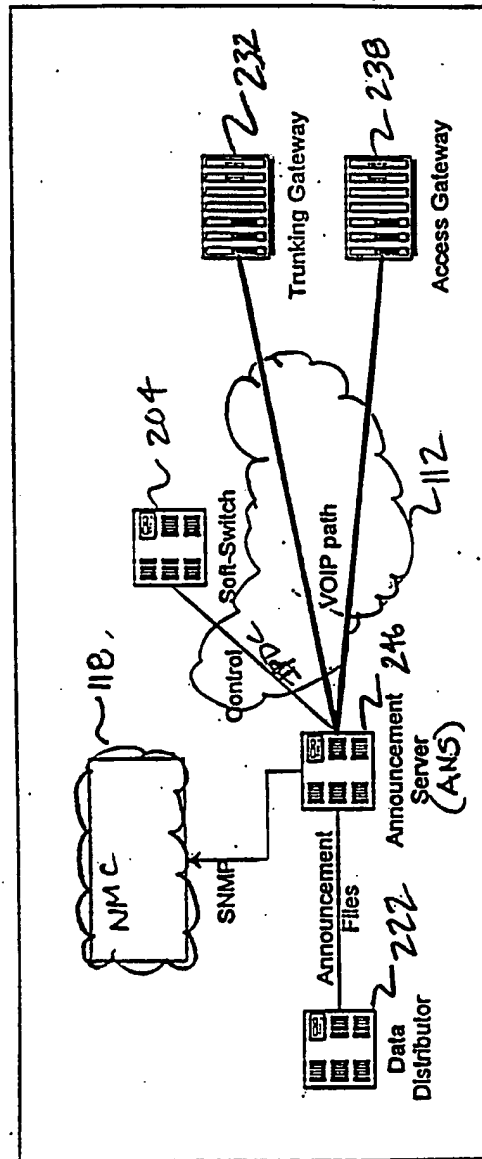 118
NMC
SNMP
Control
IPDC
Soft-Switch
204
232
Trunking Gateway
VOIP path
112
238
Access Gateway
Announcement
Files
246
Announcement
Server
(ANS)
222
Data
Distributor